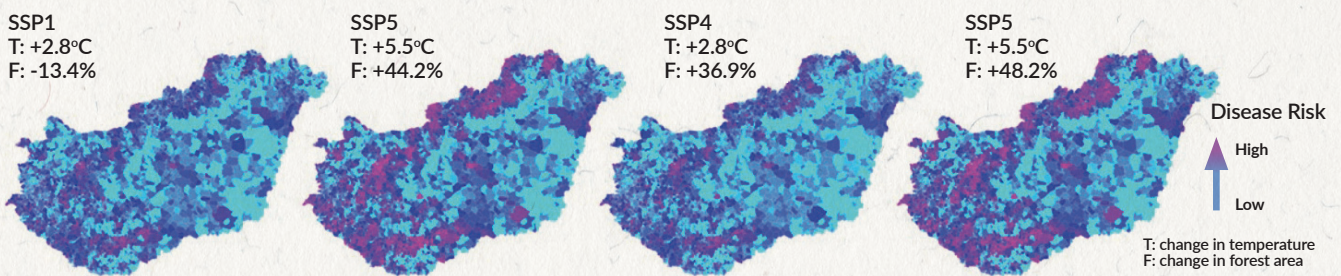 SSP1
T: +2.8°C
F: -13.4%
SSP5
T: +5.5°C
F: +44.2%
SSP4
T: +2.8°C
F: +36.9%
SSP5
T: +5.5°C
F: +48.2%
Disease Risk
High
Low
T: change in temperature
F: change in forest area